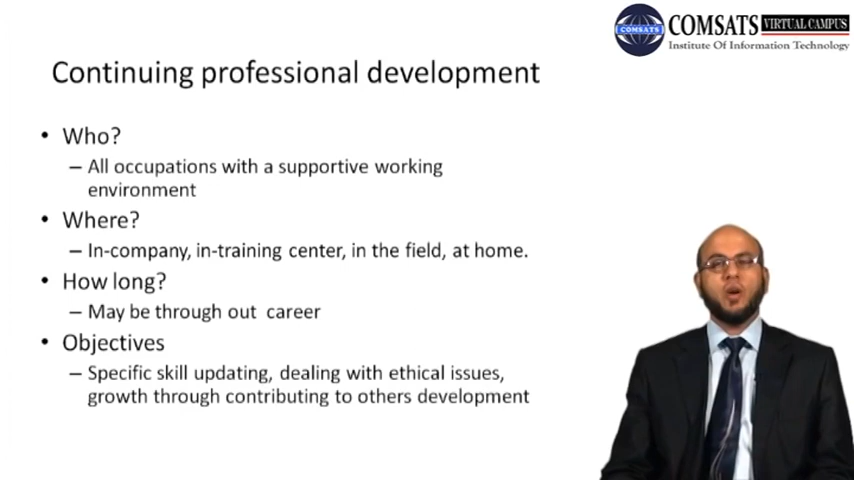 COMSATS VIRTUAL CAMPUS
COMSATS
Institute Of Information Technology
Continuing professional development
• Who?
– All occupations with a supportive working
environment
• Where?
– In-company, in-training center, in the field, at home.
• How long?
– May be through out career
• Objectives
– Specific skill updating, dealing with ethical issues,
growth through contributing to others development